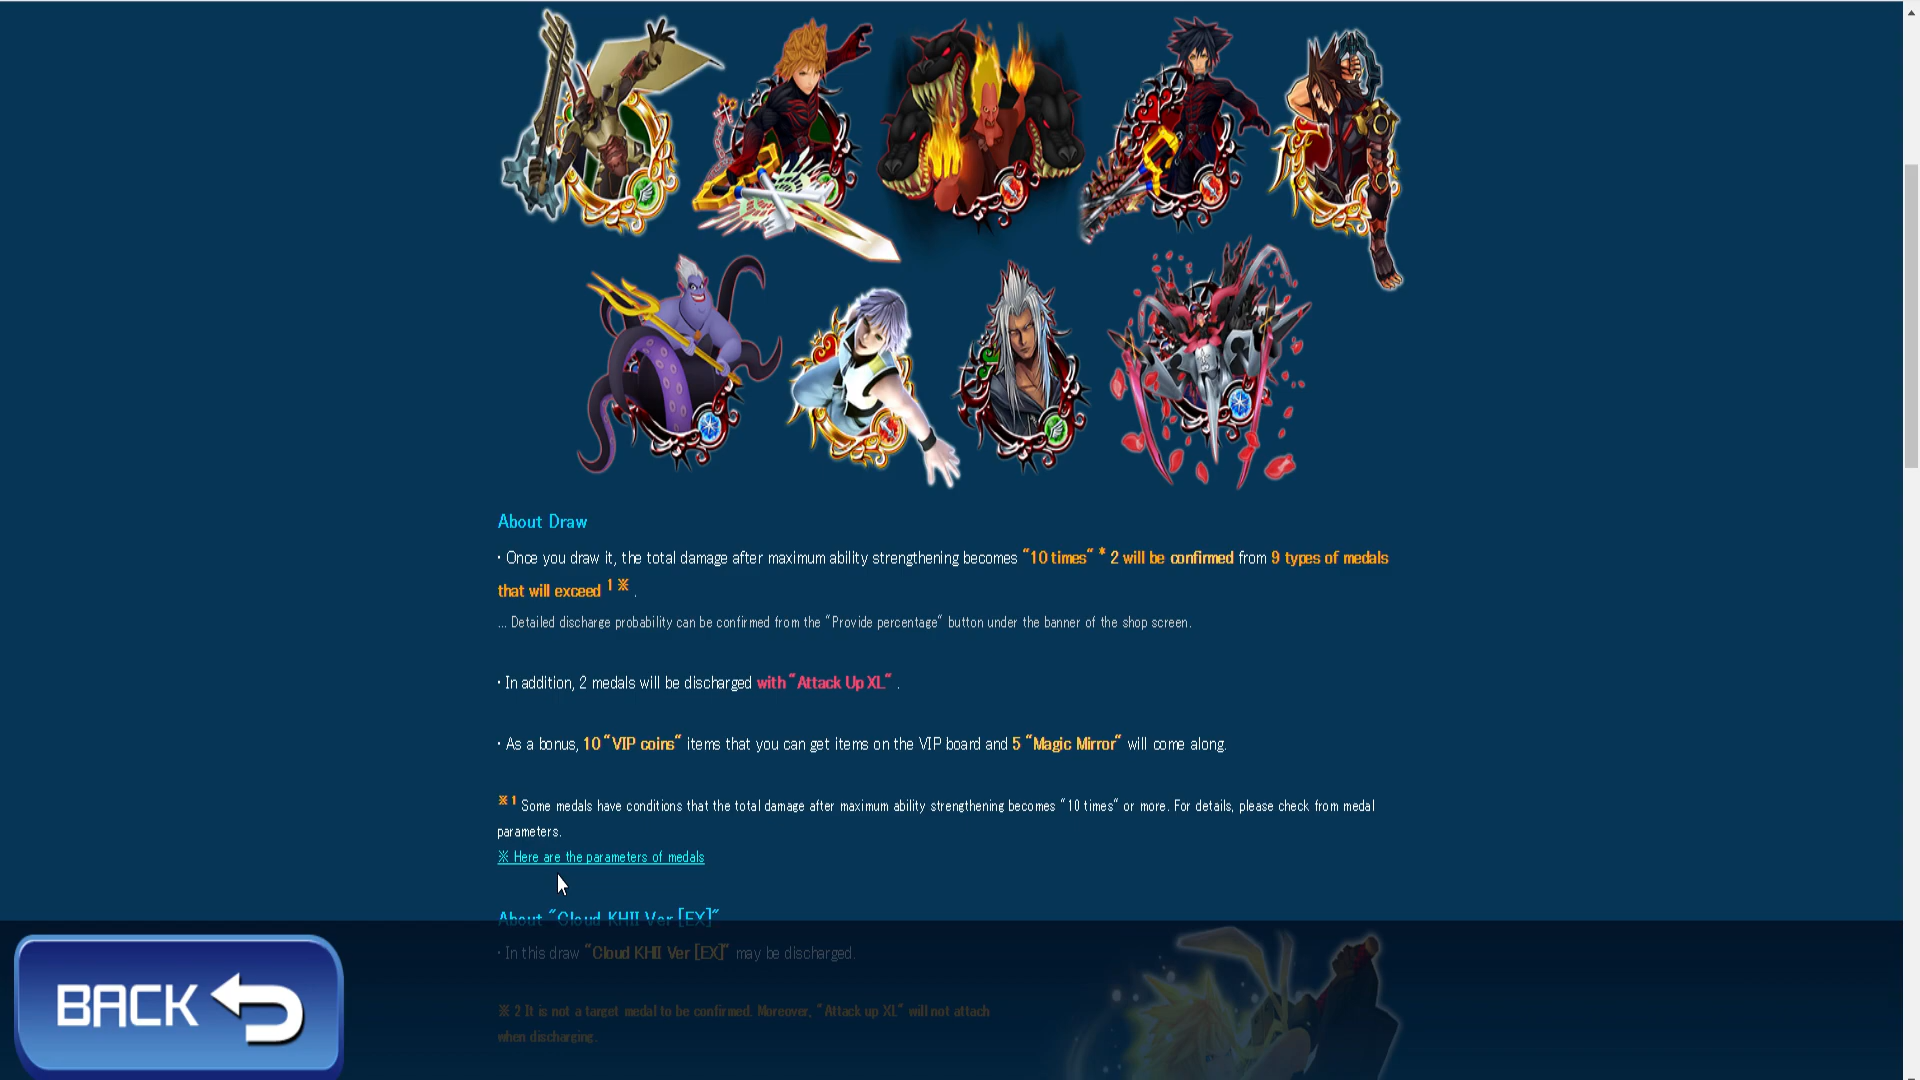 About Draw
・Once you draw it, the total damage after maximum ability strengthening becomes "10 times" * 2 will be confirmed from 9 types of medals
that will exceed 1 ※ .
... Detailed discharge probability can be confirmed from the "Provide percentage" button under the banner of the shop screen.
・In addition, 2 medals will be discharged with "Attack Up XL" .
・As a bonus, 10 "VIP coins" items that you can get items on the VIP board and 5 "Magic Mirror" will come along.
※ 1 Some medals have conditions that the total damage after maximum ability strengthening becomes "10 times" or more. For details, please check from medal
parameters.
※ Here are the parameters of medals
About "Cloud KHII Ver [EX]"
・In this draw "Cloud KHII Ver [EX]" may be discharged.
※ 2 It is not a target medal to be confirmed. Moreover, "Attack up XL" will not attach
when discharging.
BACK